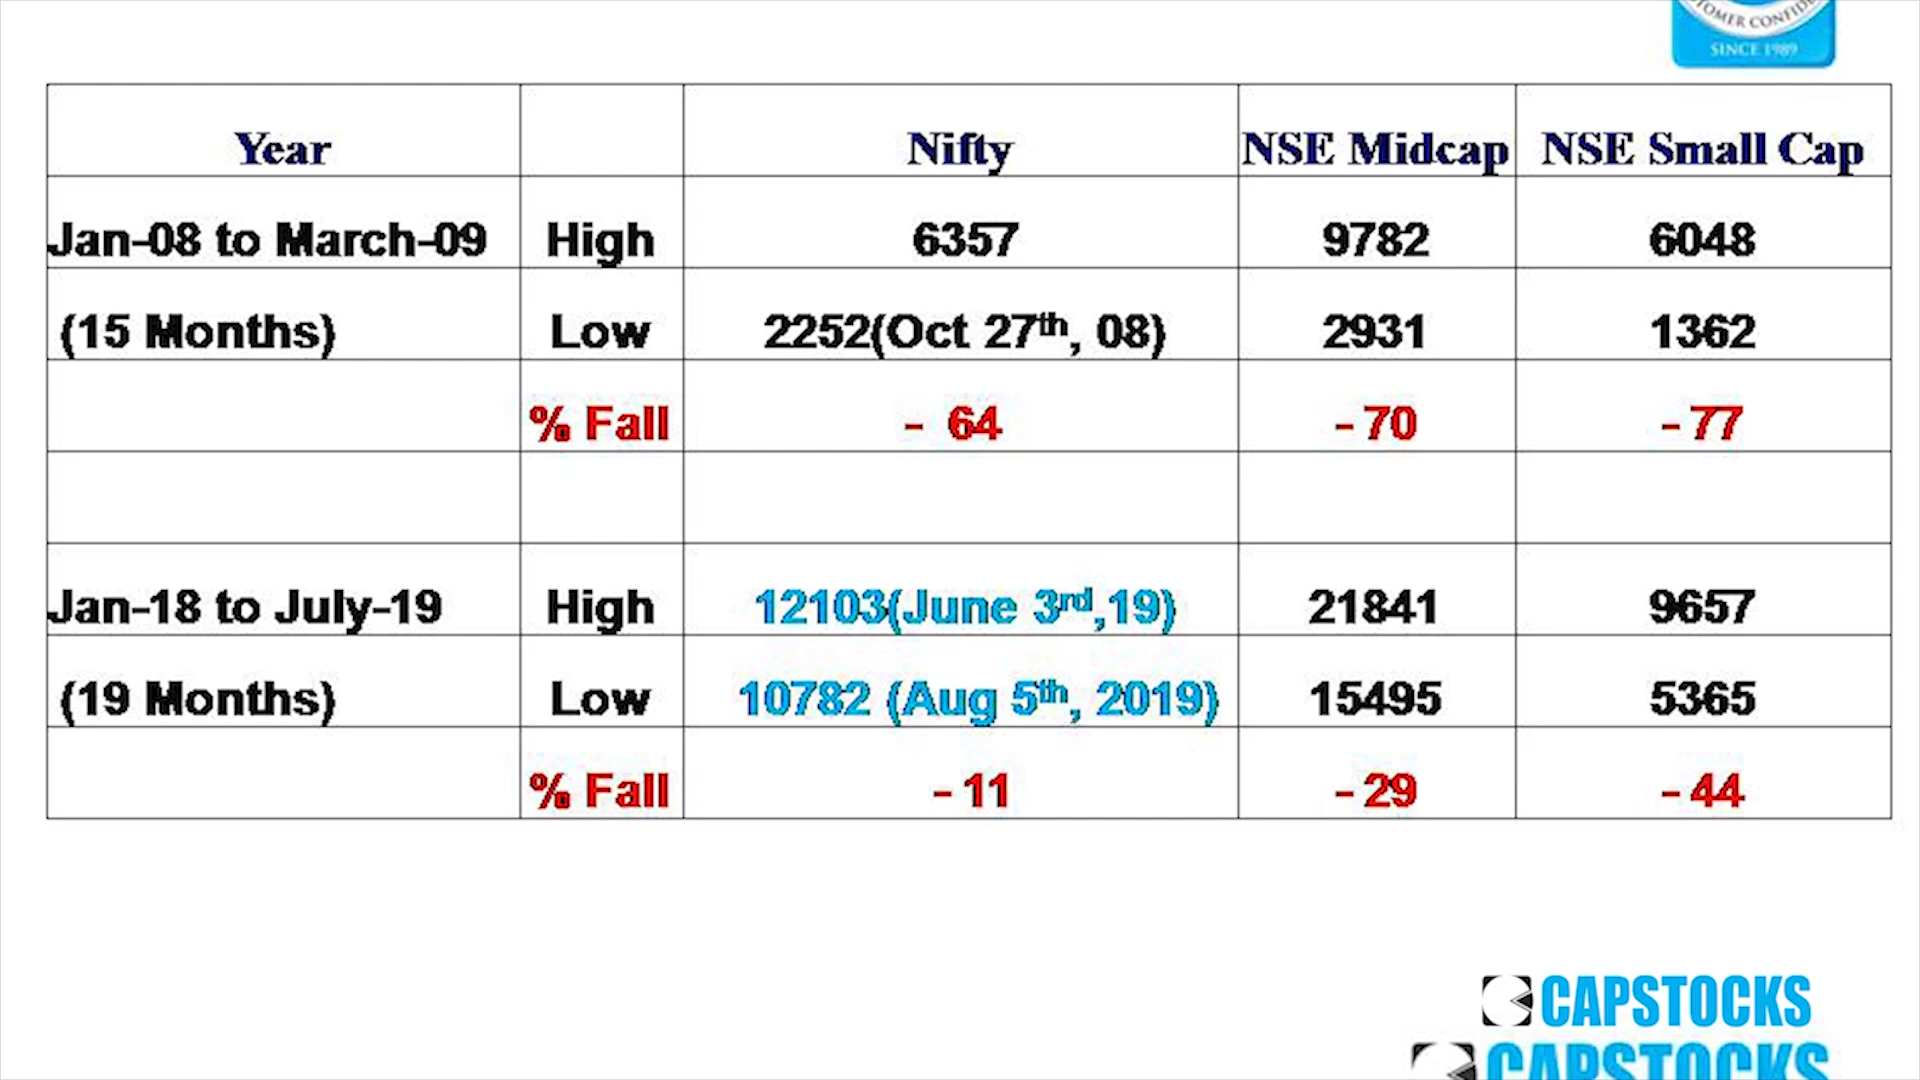 TOMER CONFIDE
SINCE 1989
Year Nifty NSE Midcap NSE Small Cap
Jan-08 to March-09 High 6357 9782 6048
(15 Months) Low 2252(Oct 27th, 08) 2931 1362
% Fall - 64 - 70 - 77
Jan-18 to July-19 High 12103(June 3rd,19) 21841 9657
(19 Months) Low 10782 (Aug 5th, 2019) 15495 5365
% Fall - 11 - 29 - 44
CAPSTOCKS
CAPSTOCKS